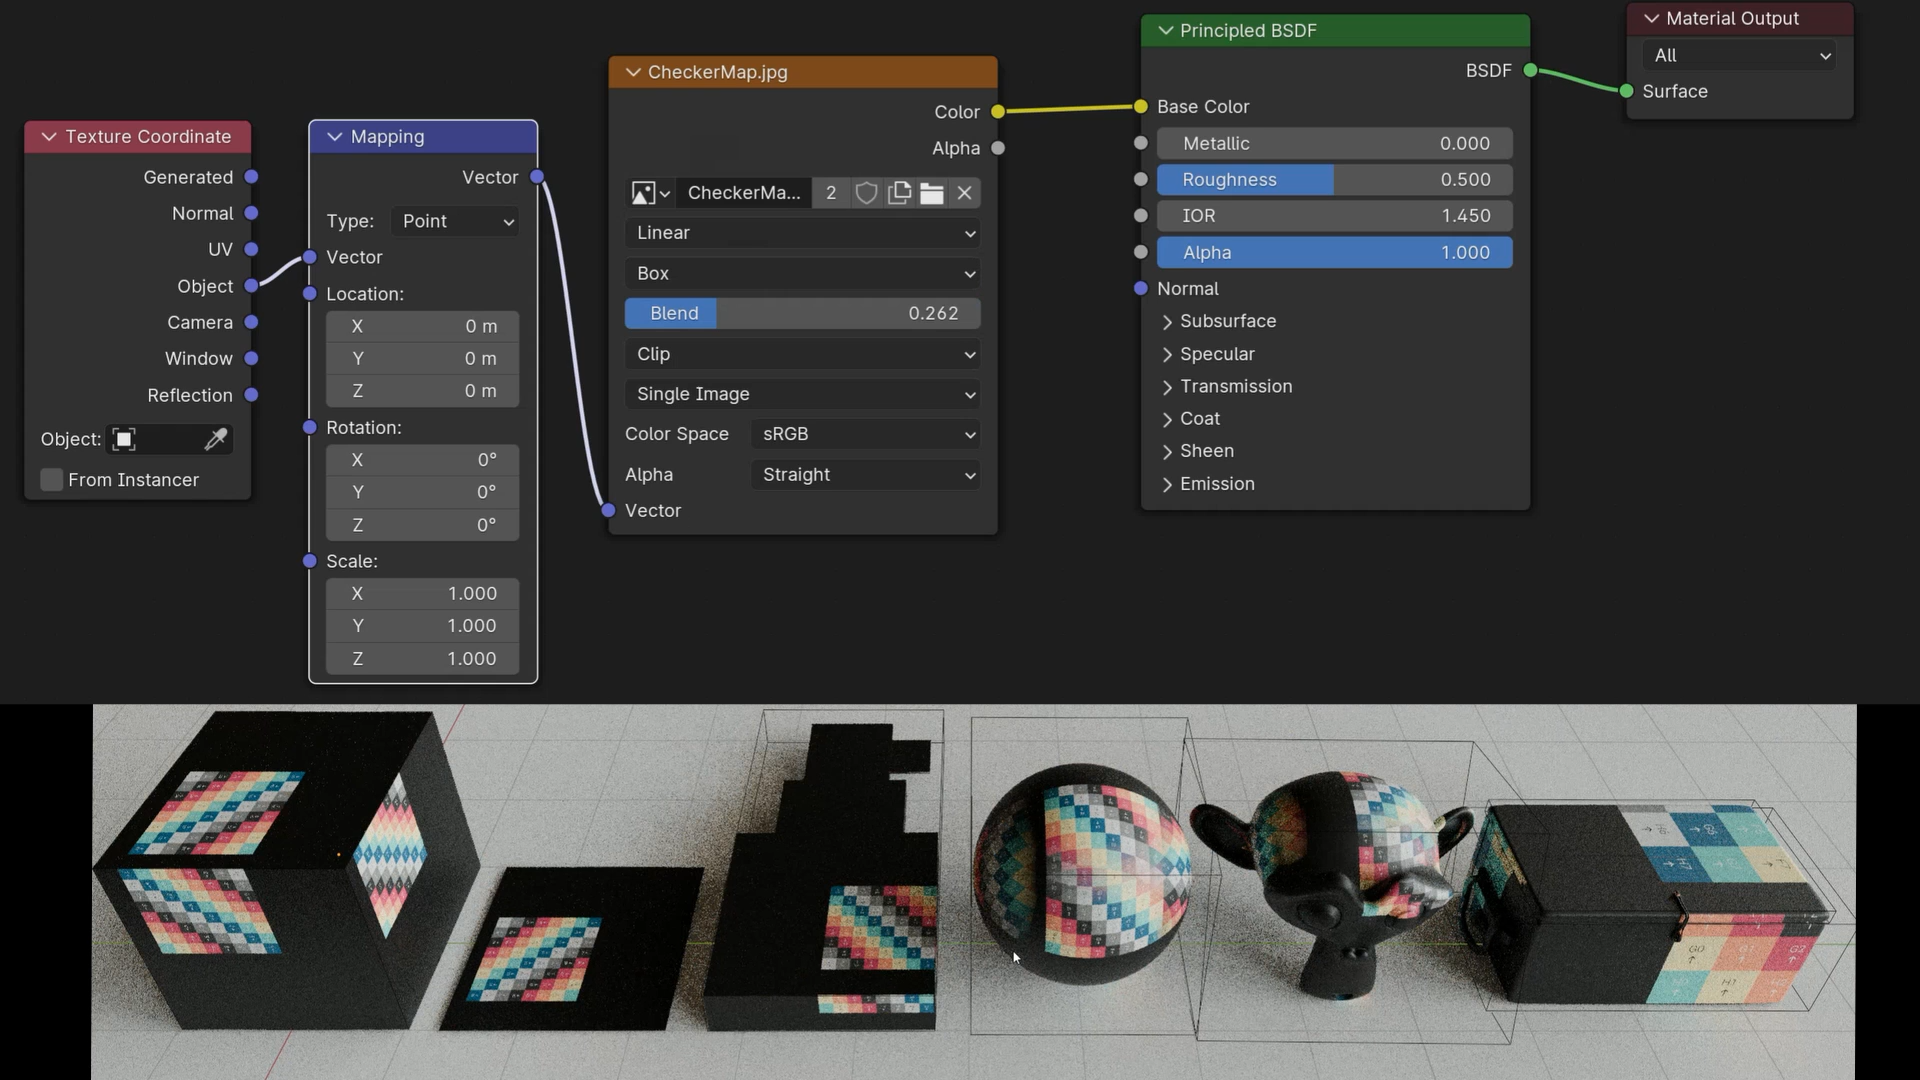 Texture Coordinate
Generated
Normal
UV
Object
Camera
Window
Reflection
Object:
From Instancer
Mapping
Vector
Type: Point
Vector
Location:
X 0 m
Y 0 m
Z 0 m
Rotation:
X 0°
Y 0°
Z 0°
Scale:
X 1.000
Y 1.000
Z 1.000
CheckerMap.jpg
Color
Alpha
CheckerMa... 2
Linear
Box
Blend 0.262
Clip
Single Image
Color Space sRGB
Alpha Straight
Vector
Principled BSDF
BSDF
Base Color
Metallic 0.000
Roughness 0.500
IOR 1.450
Alpha 1.000
Normal
Subsurface
Specular
Transmission
Coat
Sheen
Emission
Material Output
All
Surface